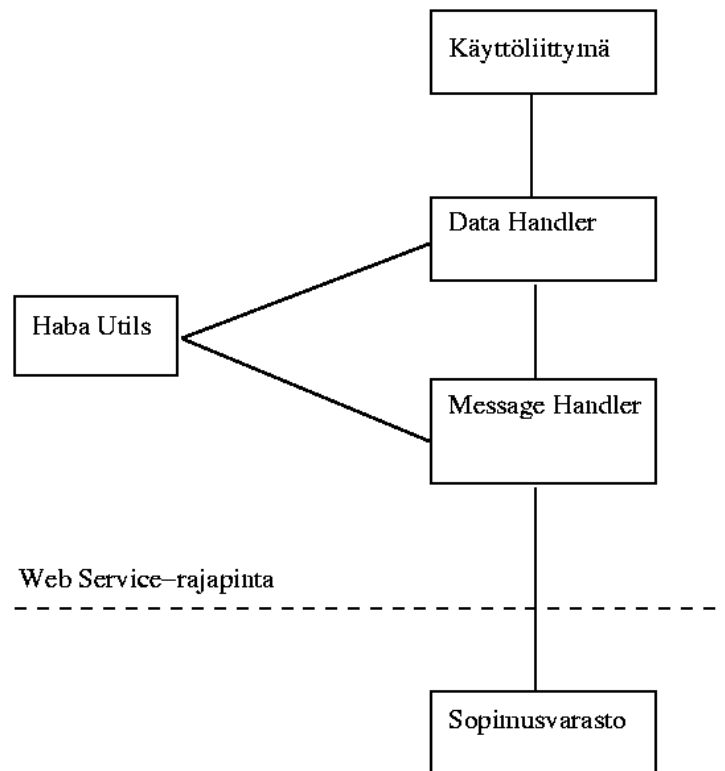 Käyttöliittymä
Data Handler
Haba Utils
Message Handler
Web Service–rajapinta
Sopimusvarasto